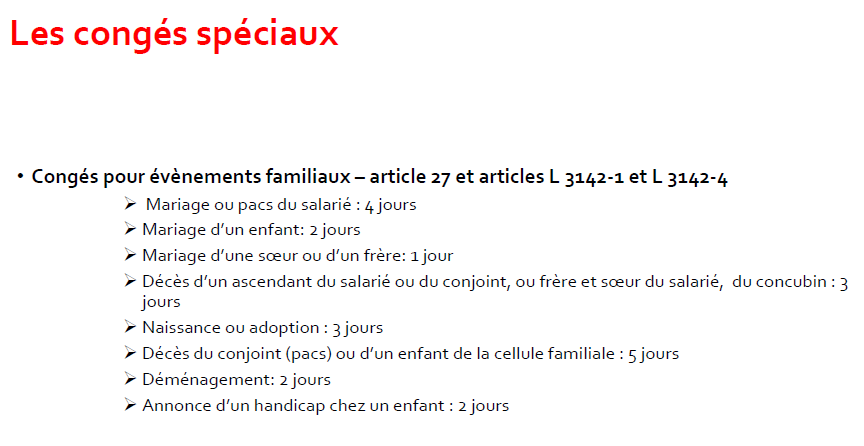 Les congés spéciaux
• Congés pour évènements familiaux – article 27 et articles L 3142-1 et L 3142-4
➢ Mariage ou pacs du salarié : 4 jours
➢ Mariage d’un enfant: 2 jours
➢ Mariage d’une sœur ou d’un frère: 1 jour
➢ Décès d’un ascendant du salarié ou du conjoint, ou frère et sœur du salarié, du concubin : 3
jours
➢ Naissance ou adoption : 3 jours
➢ Décès du conjoint (pacs) ou d’un enfant de la cellule familiale : 5 jours
➢ Déménagement: 2 jours
➢ Annonce d’un handicap chez un enfant : 2 jours